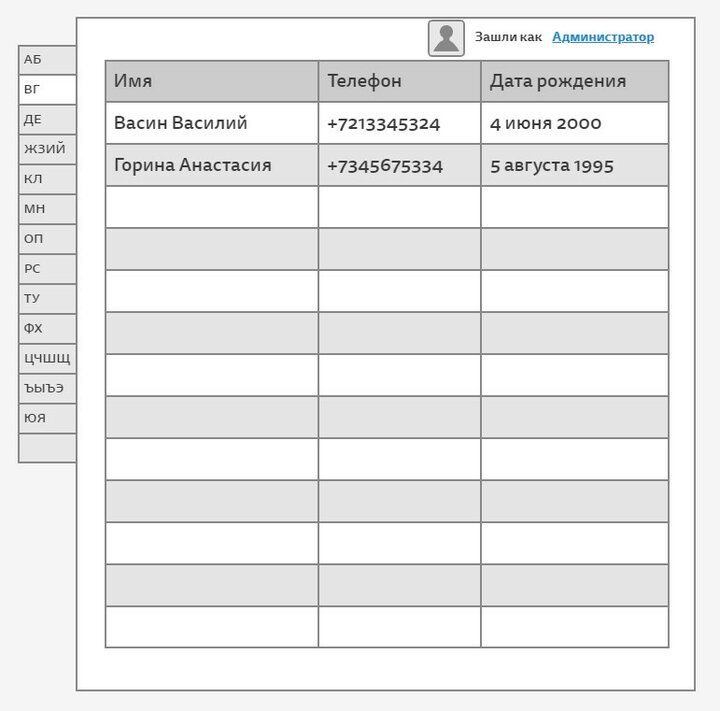 Зашли как Администратор
АБ
ВГ
ДЕ
ЖЗИЙ
КЛ
МН
ОП
РС
ТУ
ФХ
ЦЧШЩ
ЪЫЪЭ
ЮЯ
Имя Телефон Дата рождения
Васин Василий +7213345324 4 июня 2000
Горина Анастасия +7345675334 5 августа 1995